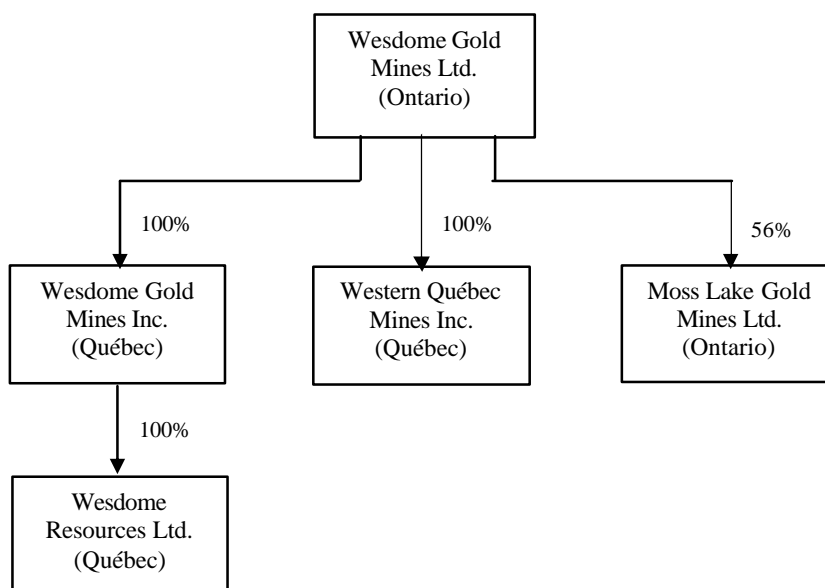 Wesdome Gold
Mines Ltd.
(Ontario)
100%
100%
56%
Wesdome Gold
Mines Inc.
(Québec)
Western Québec
Mines Inc.
(Québec)
Moss Lake Gold
Mines Ltd.
(Ontario)
100%
Wesdome
Resources Ltd.
(Québec)